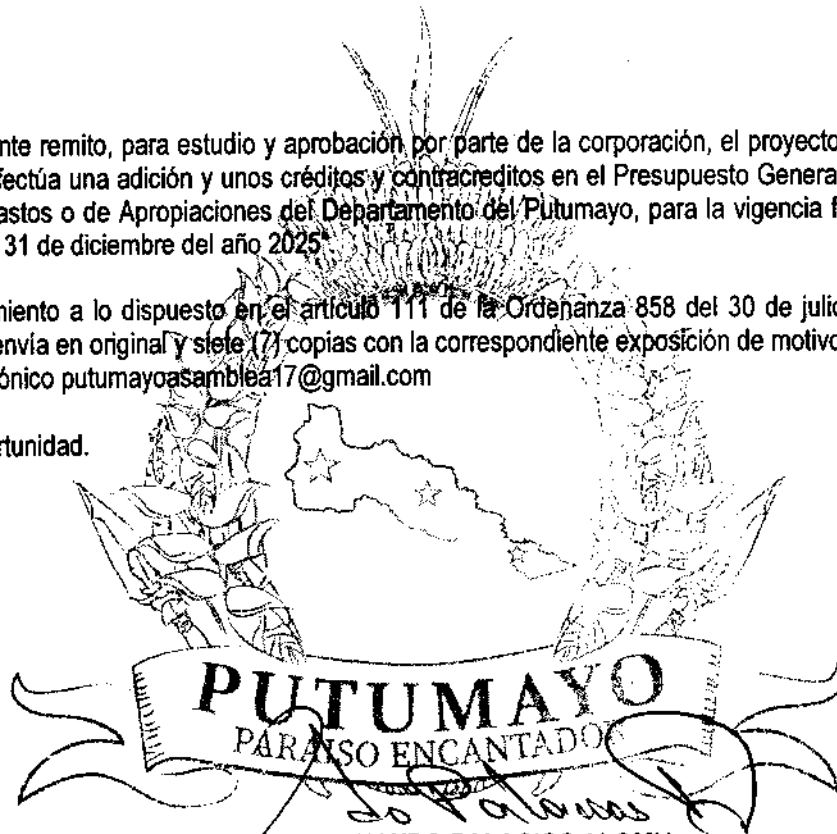 nte remito, para estudio y aprobación por parte de la corporación, el proyecto
fectúa una adición y unos créditos y contracreditos en el Presupuesto Genera
astos o de Apropiaciones del Departamento del Putumayo, para la vigencia f
31 de diciembre del año 2025"
miento a lo dispuesto en el artículo 111 de la Ordenanza 858 del 30 de julio
envía en original y siete (7) copias con la correspondiente exposición de motivo
ónico putumayoasamblea17@gmail.com
rtunidad.
PUTUMAYO
PARAISO ENCANTADOR